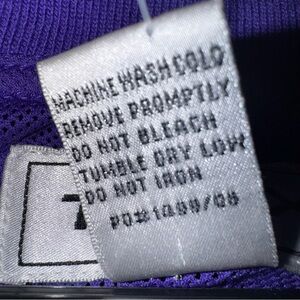 MACHINE WASH COLD
REMOVE PROMPTLY
DO NOT BLEACH
TUMBLE DRY LOW
DO NOT IRON